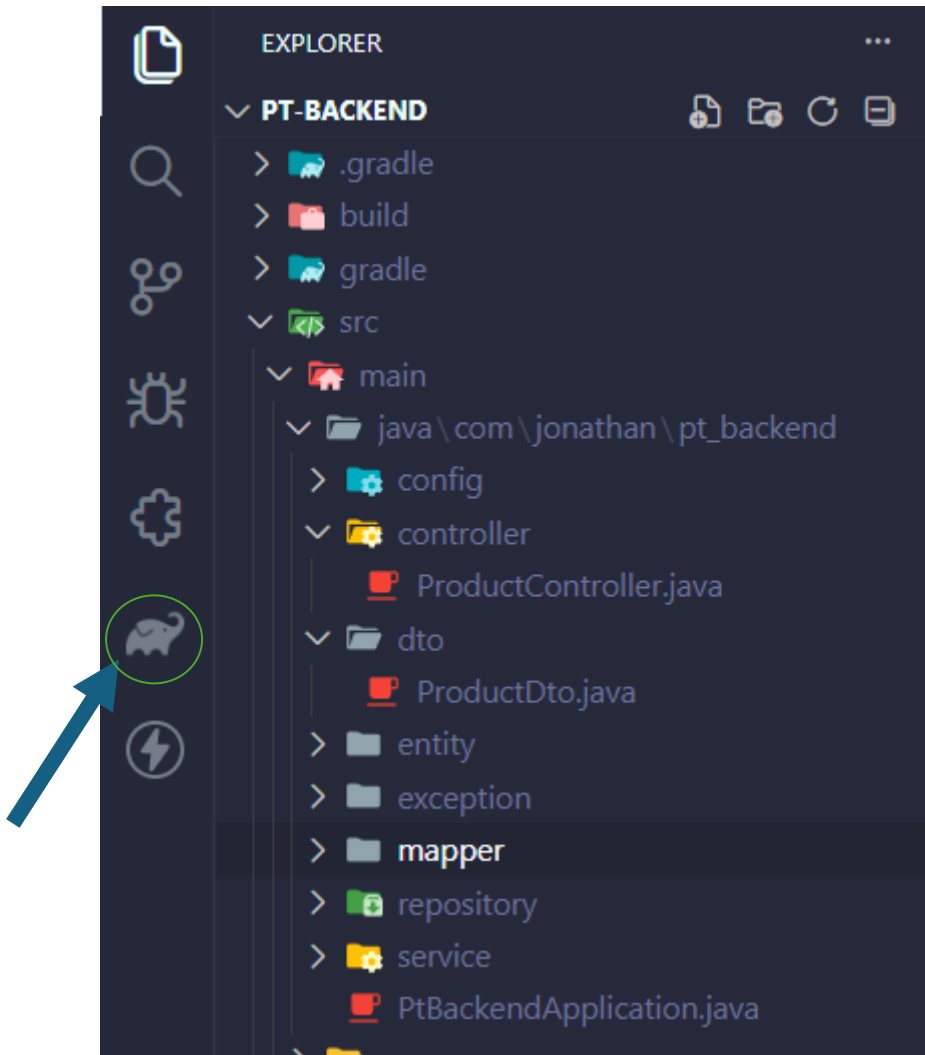 EXPLORER
PT-BACKEND
.gradle
build
gradle
src
main
java\com\jonathan\pt_backend
config
controller
ProductController.java
dto
ProductDto.java
entity
exception
mapper
repository
service
PtBackendApplication.java